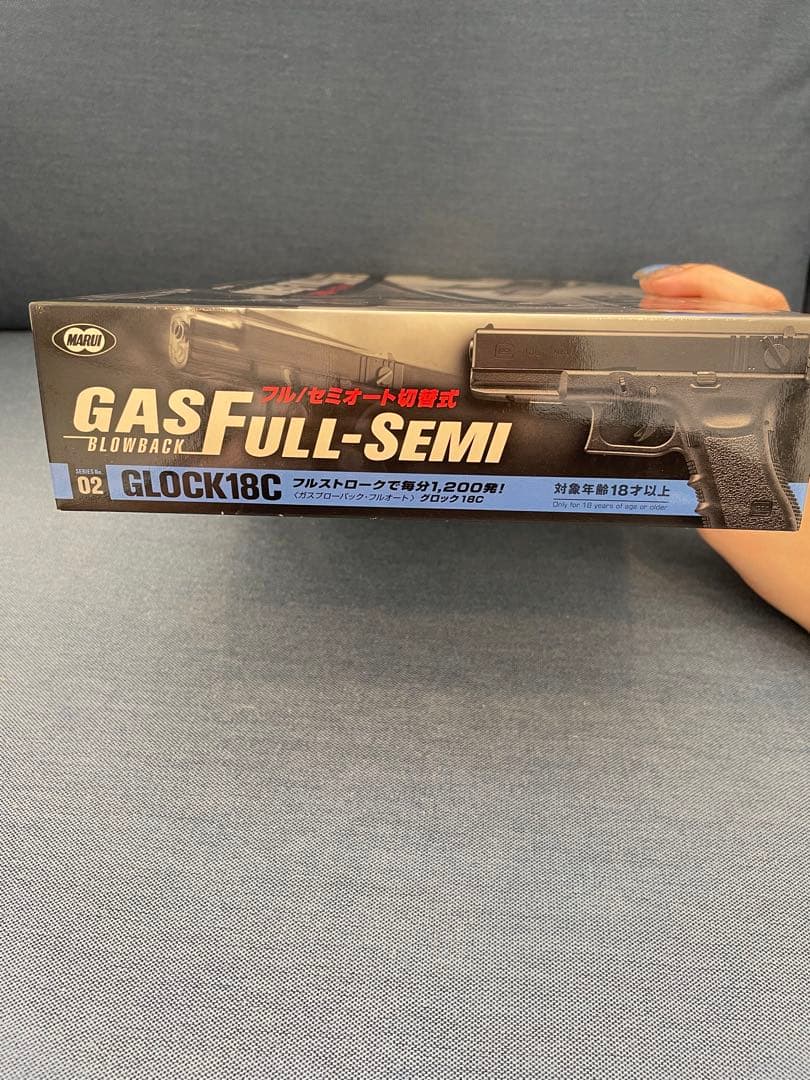 MARUI
フル/セミオート切替式
GAS FULL-SEMI
BLOWBACK
SERIES No.
02
GLOCK18C
フルストロークで毎分1,200発!
〈ガスブローバック・フルオート〉グロック18C
対象年齢18才以上
Only for 18 years of age or older